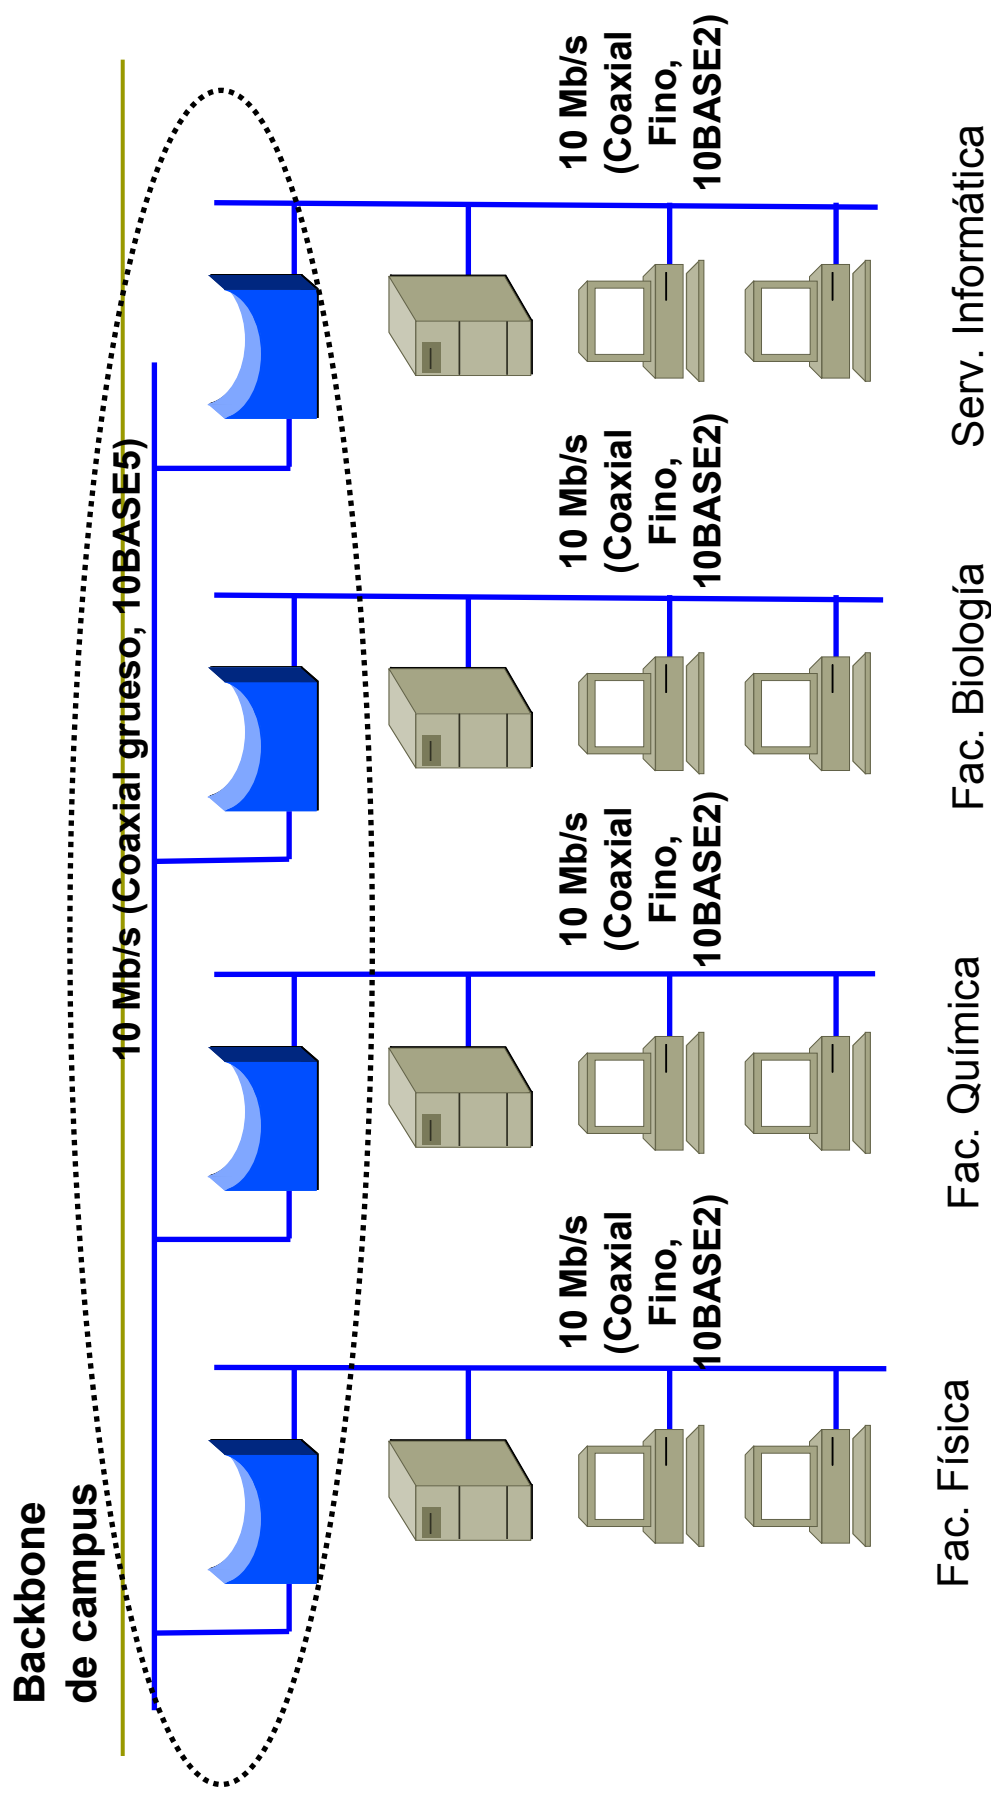 Backbone
de campus
10 Mb/s (Coaxial grueso, 10BASE5)
10 Mb/s
(Coaxial
Fino,
10BASE2)
10 Mb/s
(Coaxial
Fino,
10BASE2)
10 Mb/s
(Coaxial
Fino,
10BASE2)
10 Mb/s
(Coaxial
Fino,
10BASE2)
Fac. Física
Fac. Química
Fac. Biología
Serv. Informática